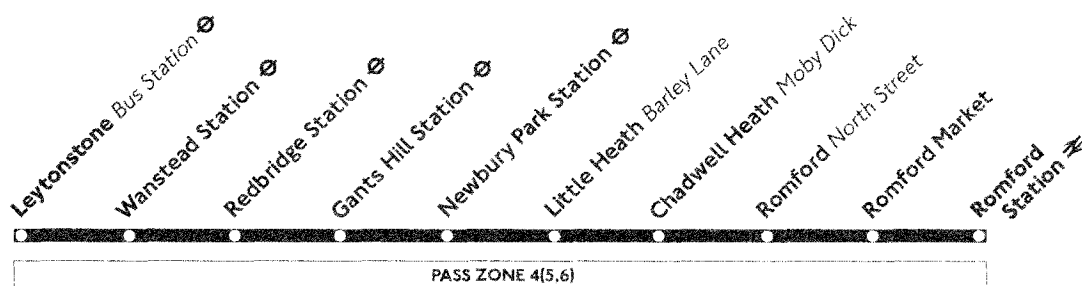 Leytonstone Bus Station
Wanstead Station
Redbridge Station
Gants Hill Station
Newbury Park Station
Little Heath Barley Lane
Chadwell Heath Moby Dick
Romford North Street
Romford Market
Romford
Station
PASS ZONE 4(5,6)